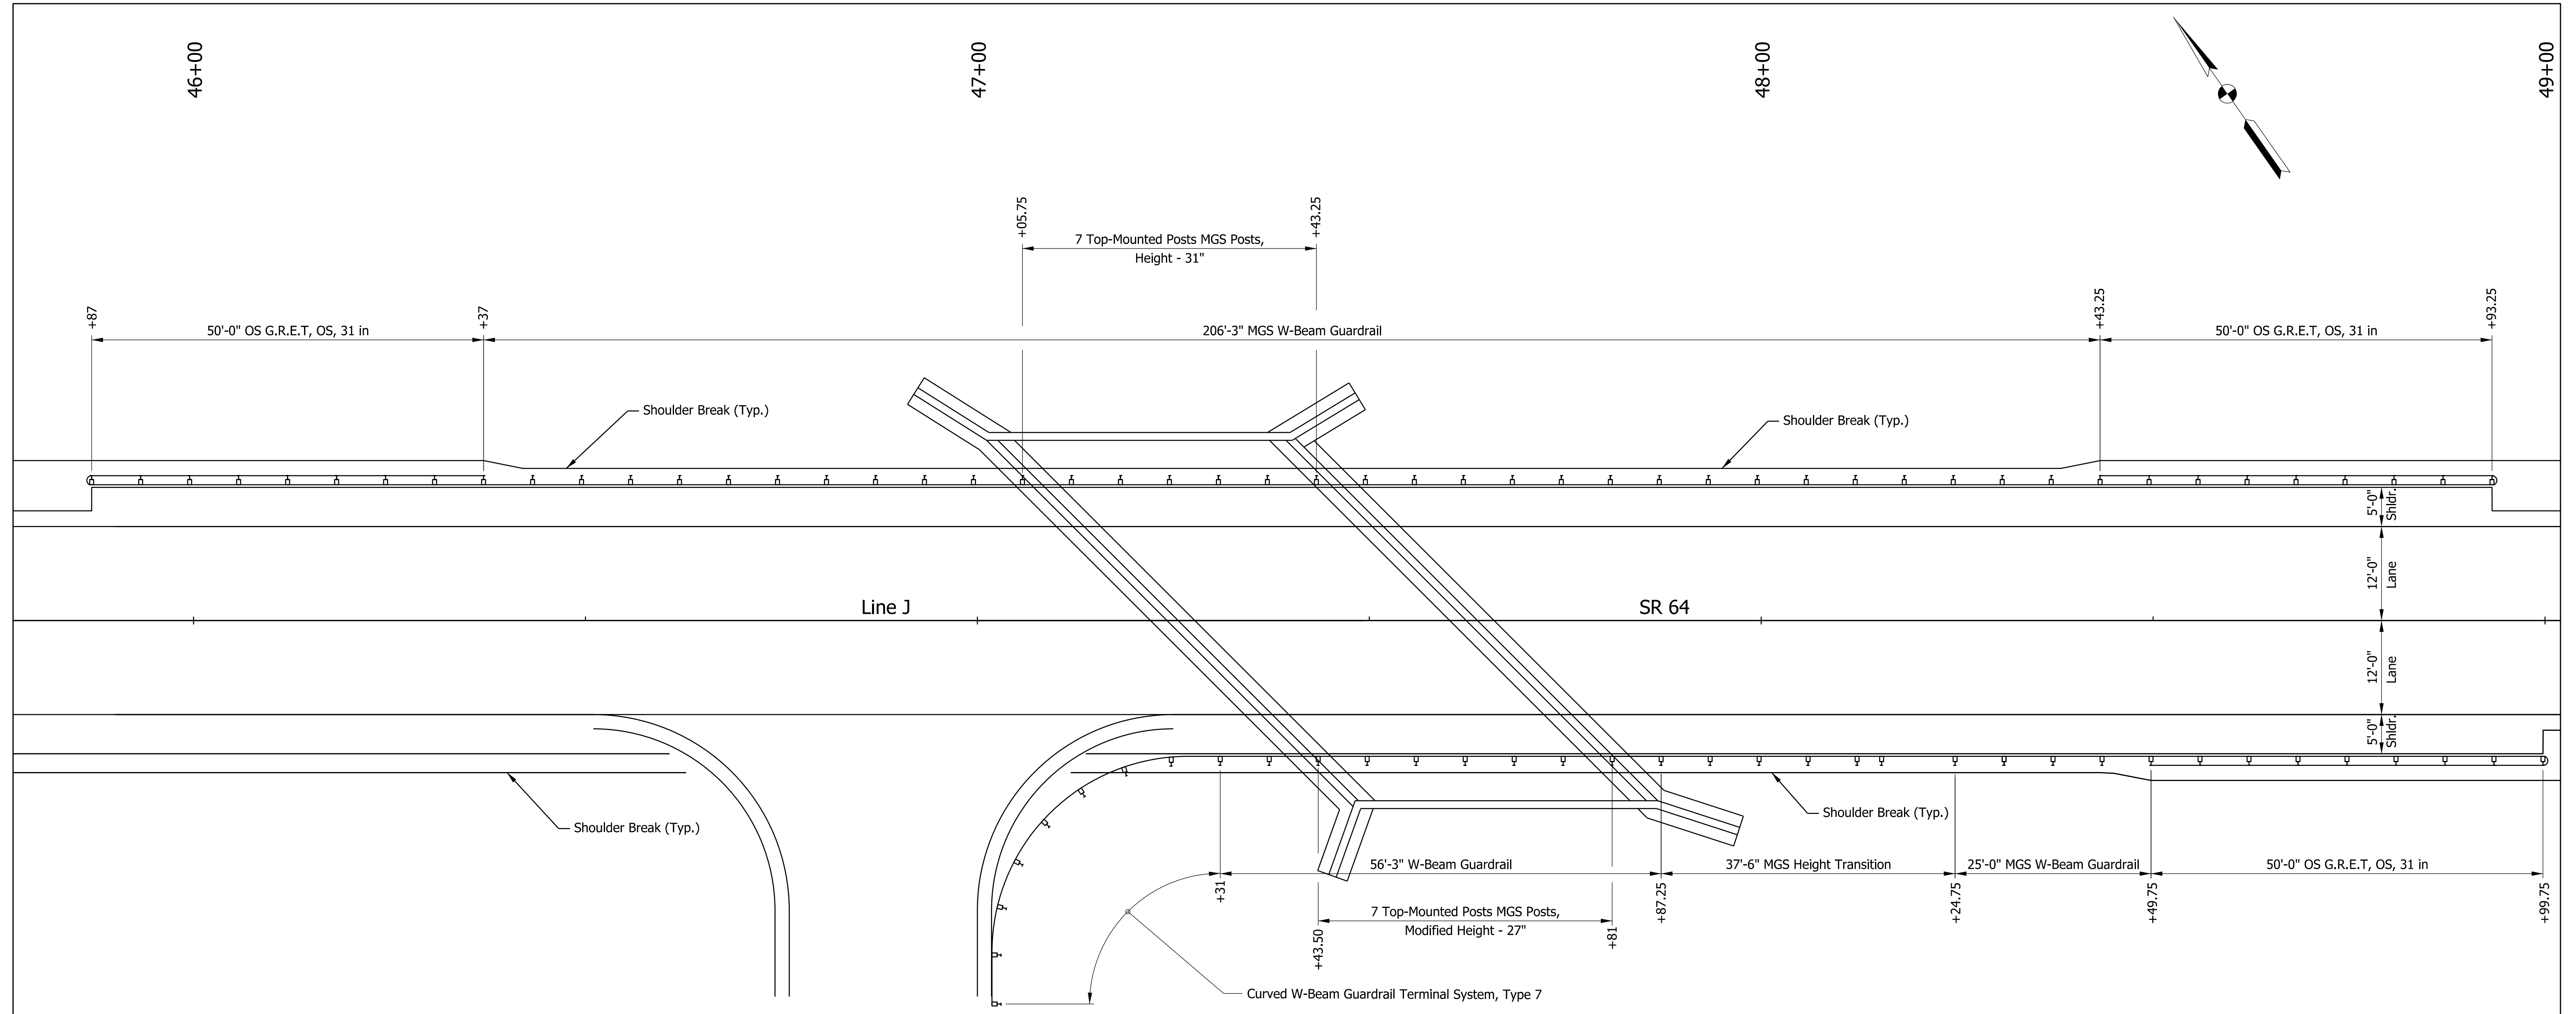 46+00
47+00
48+00
49+00
+05.75
+43.25
7 Top-Mounted Posts MGS Posts,
Height - 31"
+87
50'-0" OS G.R.E.T, OS, 31 in
+37
206'-3" MGS W-Beam Guardrail
+43.25
50'-0" OS G.R.E.T, OS, 31 in
+93.25
Shoulder Break (Typ.)
Shoulder Break (Typ.)
5'-0"
Shldr.
12'-0"
Lane
Line J
SR 64
12'-0"
Lane
5'-0"
Shldr.
Shoulder Break (Typ.)
Shoulder Break (Typ.)
56'-3" W-Beam Guardrail
37'-6" MGS Height Transition
25'-0" MGS W-Beam Guardrail
50'-0" OS G.R.E.T, OS, 31 in
+31
+87.25
+24.75
+49.75
+99.75
7 Top-Mounted Posts MGS Posts,
Modified Height - 27"
+43.50
+81
Curved W-Beam Guardrail Terminal System, Type 7